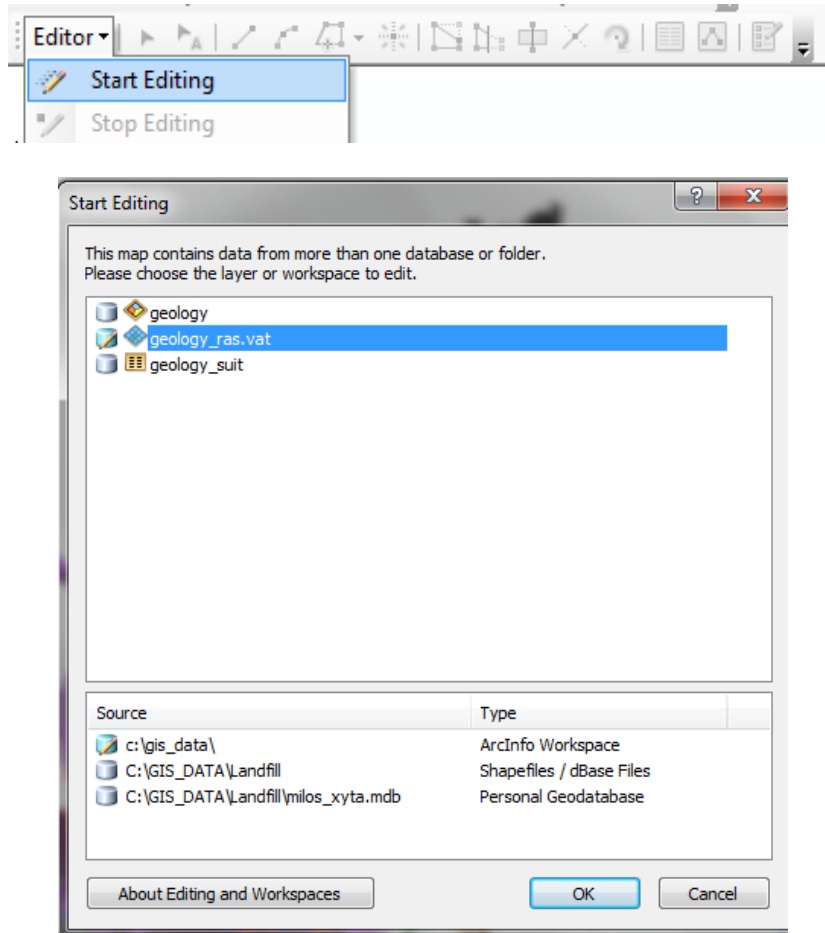 Editor
Start Editing
Stop Editing
Start Editing
This map contains data from more than one database or folder.
Please choose the layer or workspace to edit.
geology
geology_ras.vat
geology_suit
Source Type
c:\gis_data\ ArcInfo Workspace
C:\GIS_DATA\Landfill Shapefiles / dBase Files
C:\GIS_DATA\Landfill\milos_xyta.mdb Personal Geodatabase
About Editing and Workspaces OK Cancel